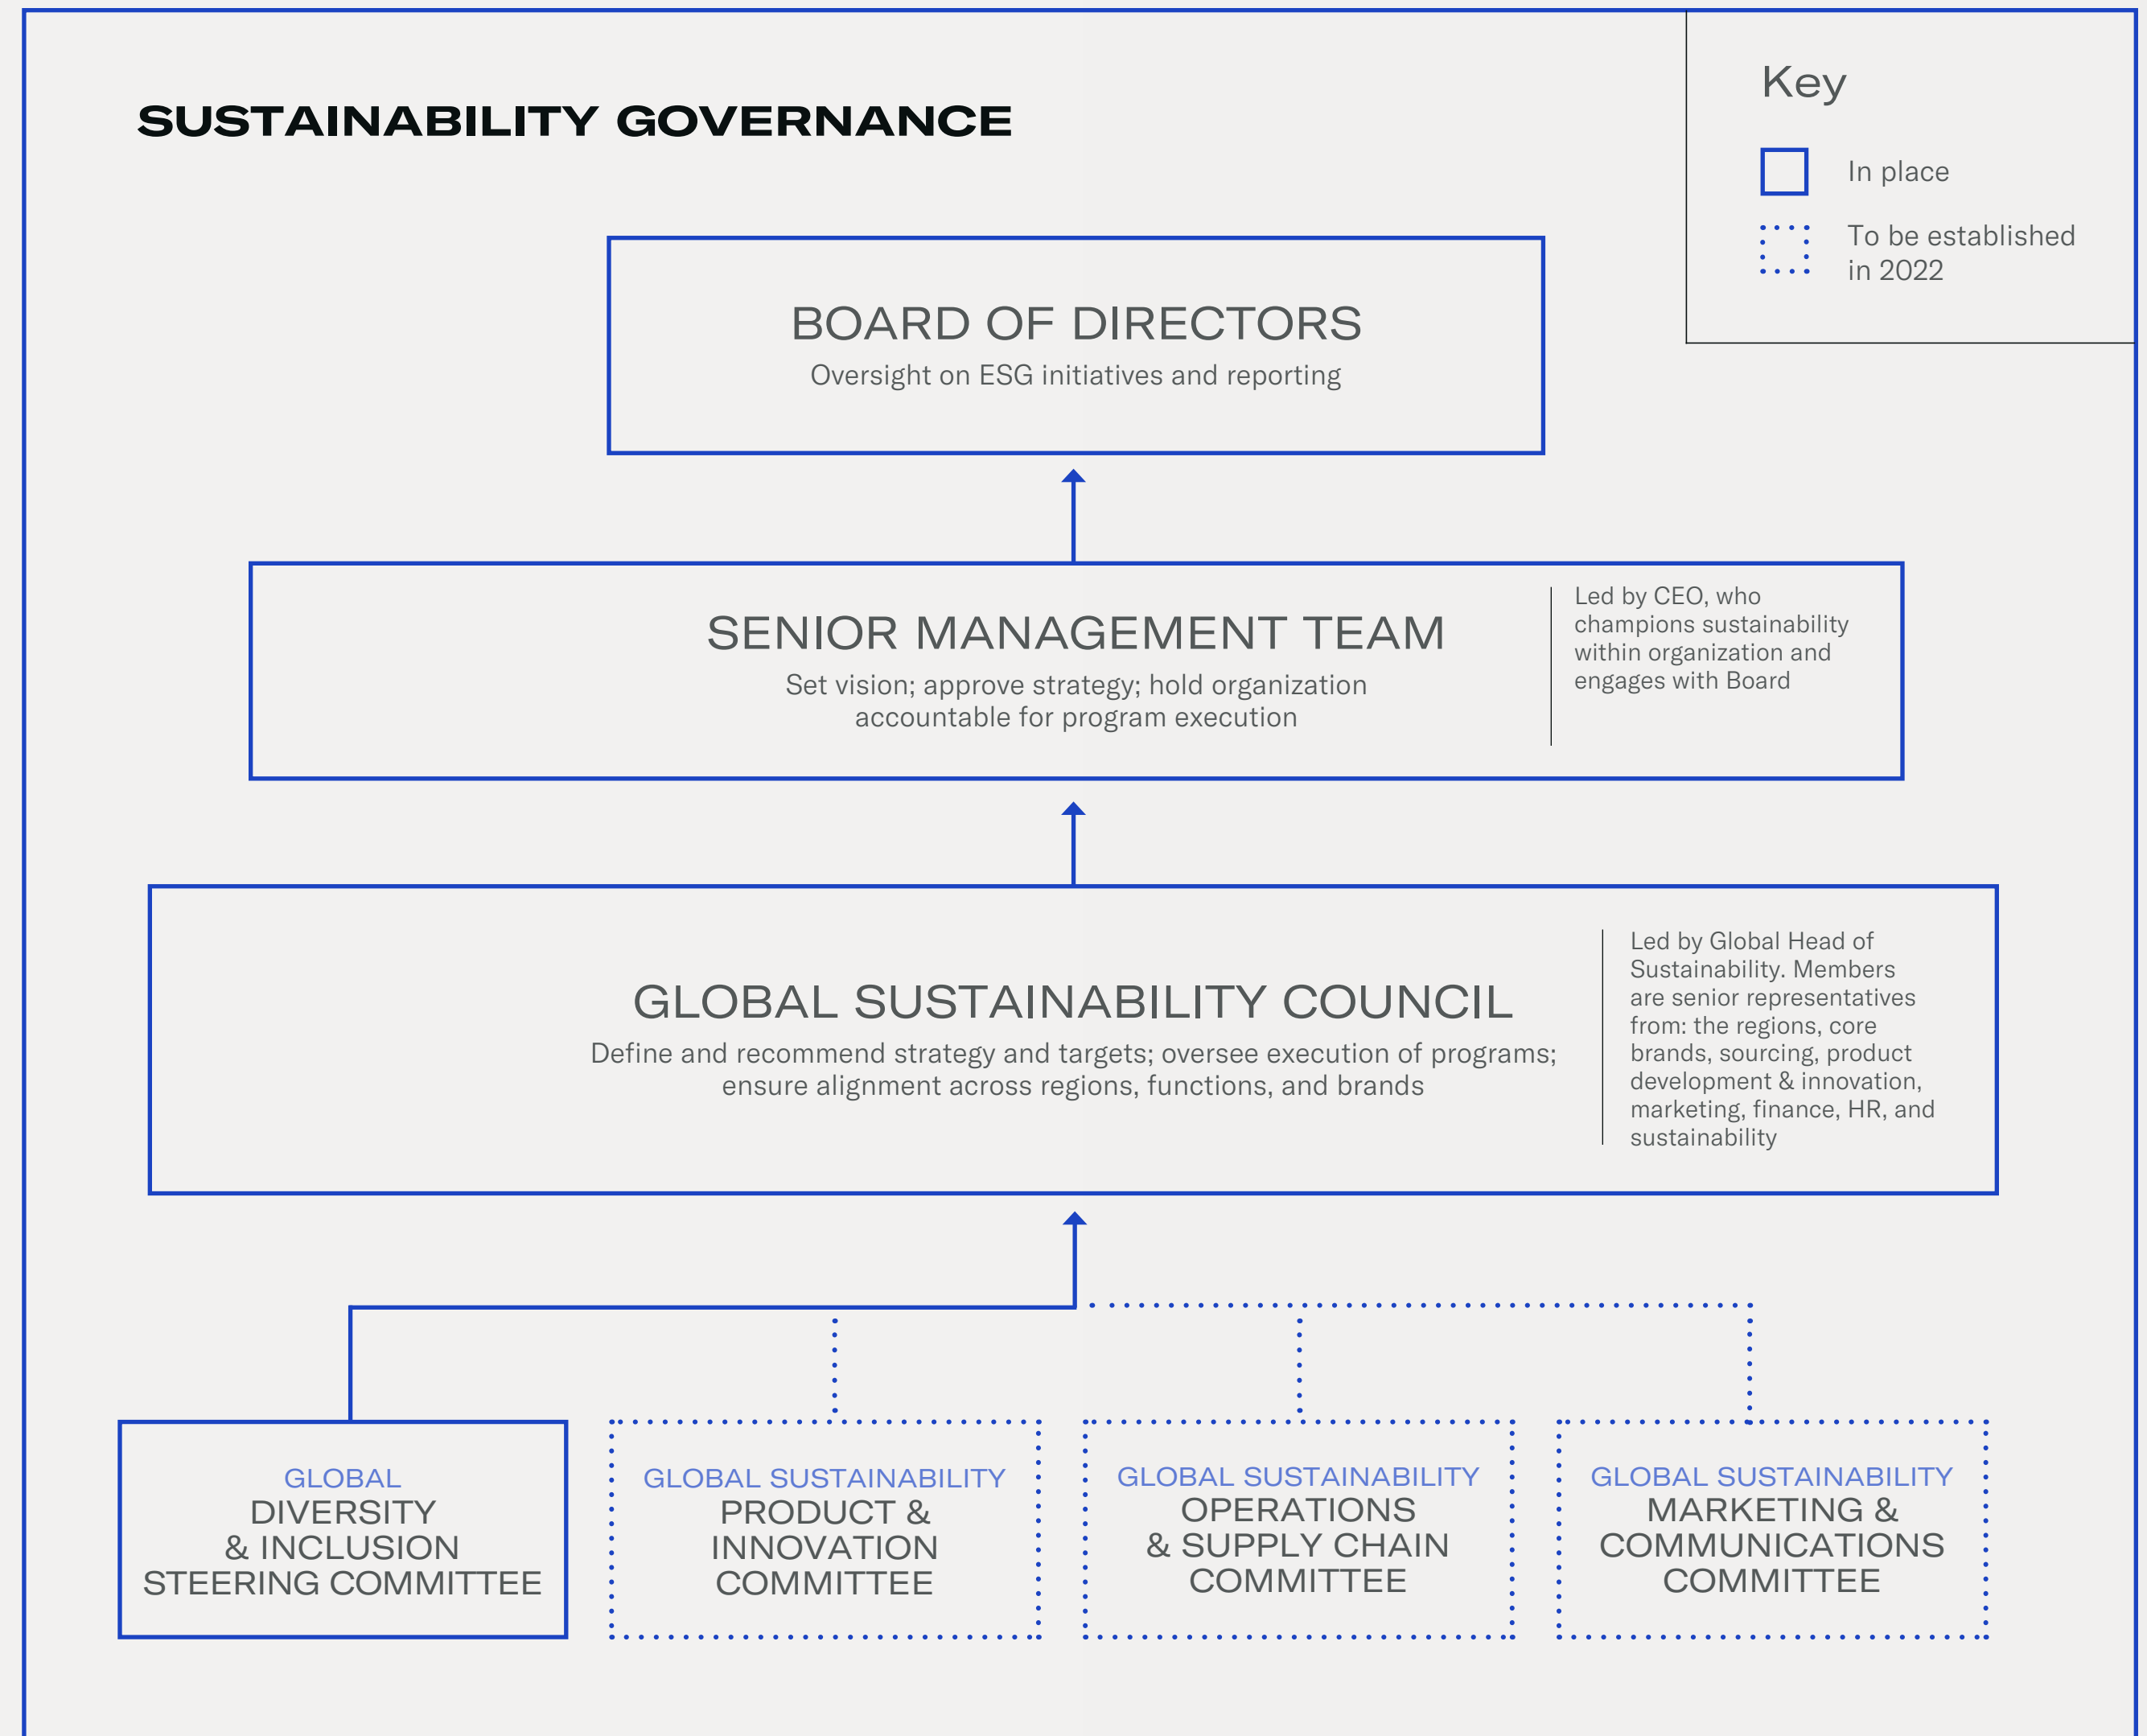 SUSTAINABILITY GOVERNANCE
Key
In place
To be established
in 2022
BOARD OF DIRECTORS
Oversight on ESG initiatives and reporting
SENIOR MANAGEMENT TEAM
Set vision; approve strategy; hold organization
accountable for program execution
Led by CEO, who
champions sustainability
within organization and
engages with Board
GLOBAL SUSTAINABILITY COUNCIL
Define and recommend strategy and targets; oversee execution of programs;
ensure alignment across regions, functions, and brands
Led by Global Head of
Sustainability. Members
are senior representatives
from: the regions, core
brands, sourcing, product
development & innovation,
marketing, finance, HR, and
sustainability
GLOBAL
DIVERSITY
& INCLUSION
STEERING COMMITTEE
GLOBAL SUSTAINABILITY
PRODUCT &
INNOVATION
COMMITTEE
GLOBAL SUSTAINABILITY
OPERATIONS
& SUPPLY CHAIN
COMMITTEE
GLOBAL SUSTAINABILITY
MARKETING &
COMMUNICATIONS
COMMITTEE